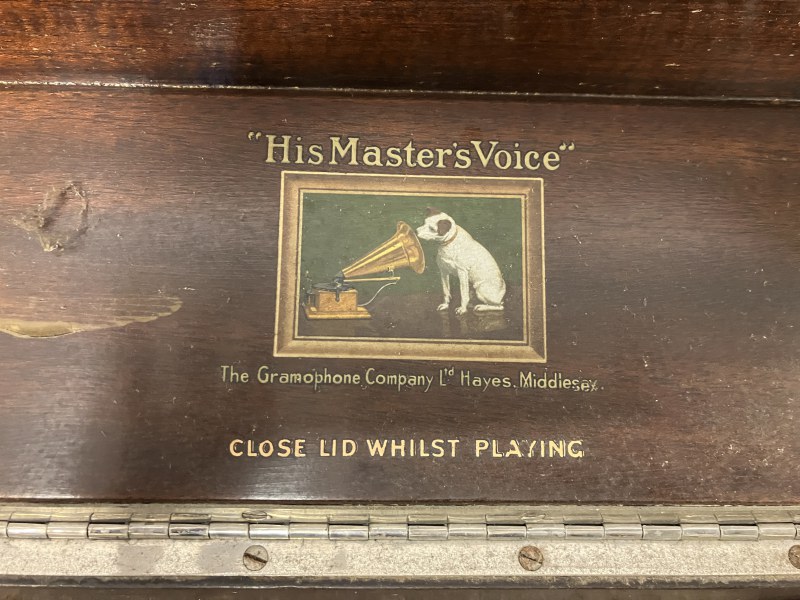 "His Master's Voice"
The Gramophone Company Ltd Hayes. Middlesex.
CLOSE LID WHILST PLAYING